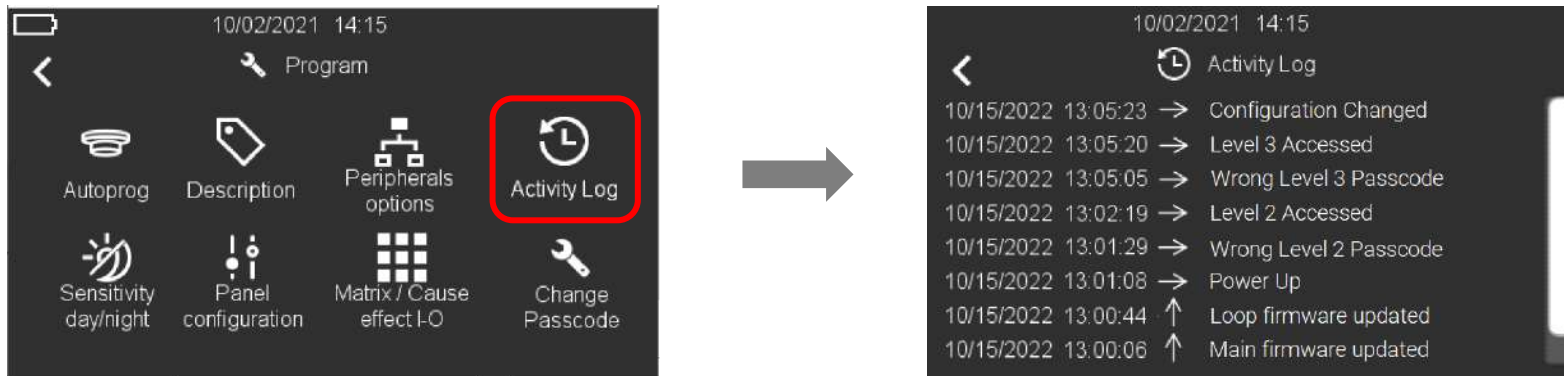 10/02/2021 14:15
Program
Autoprog
Description
Peripherals
options
Activity Log
Sensitivity
day/night
Panel
configuration
Matrix / Cause
effect I-O
Change
Passcode
10/02/2021 14:15
Activity Log
10/15/2022 13:05:23 → Configuration Changed
10/15/2022 13:05:20 → Level 3 Accessed
10/15/2022 13:05:05 → Wrong Level 3 Passcode
10/15/2022 13:02:19 → Level 2 Accessed
10/15/2022 13:01:29 → Wrong Level 2 Passcode
10/15/2022 13:01:08 → Power Up
10/15/2022 13:00:44 ↑ Loop firmware updated
10/15/2022 13:00:06 ↑ Main firmware updated